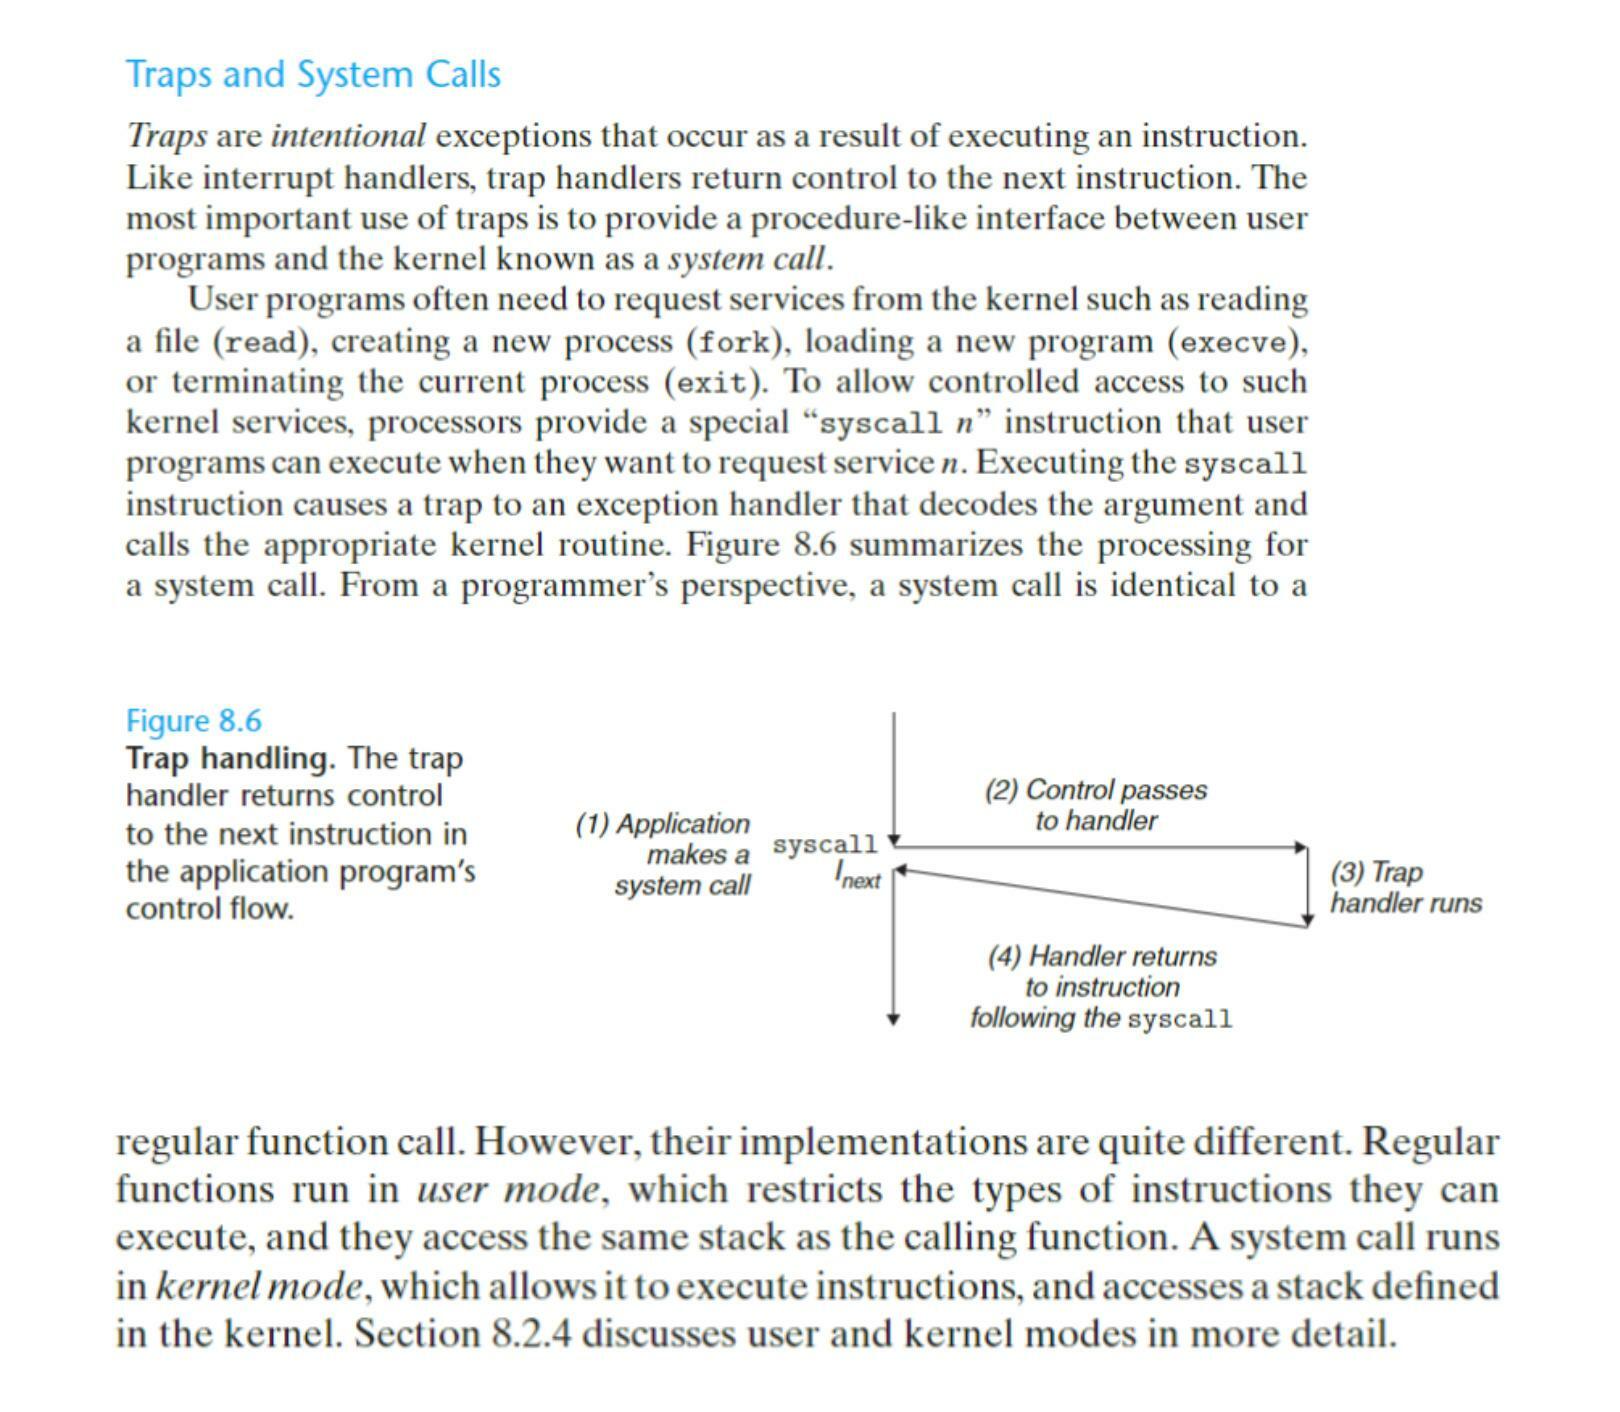 Traps and System Calls
Traps are intentional exceptions that occur as a result of executing an instruction.
Like interrupt handlers, trap handlers return control to the next instruction. The
most important use of traps is to provide a procedure-like interface between user
programs and the kernel known as a system call.
User programs often need to request services from the kernel such as reading
a file (read), creating a new process (fork), loading a new program (execve),
or terminating the current process (exit). To allow controlled access to such
kernel services, processors provide a special “syscall n” instruction that user
programs can execute when they want to request service n. Executing the syscall
instruction causes a trap to an exception handler that decodes the argument and
calls the appropriate kernel routine. Figure 8.6 summarizes the processing for
a system call. From a programmer’s perspective, a system call is identical to a
Figure 8.6
Trap handling. The trap
handler returns control
to the next instruction in
the application program’s
control flow.
(1) Application
makes a
system call
syscall
Inext
(2) Control passes
to handler
(3) Trap
handler runs
(4) Handler returns
to instruction
following the syscall
regular function call. However, their implementations are quite different. Regular
functions run in user mode, which restricts the types of instructions they can
execute, and they access the same stack as the calling function. A system call runs
in kernel mode, which allows it to execute instructions, and accesses a stack defined
in the kernel. Section 8.2.4 discusses user and kernel modes in more detail.